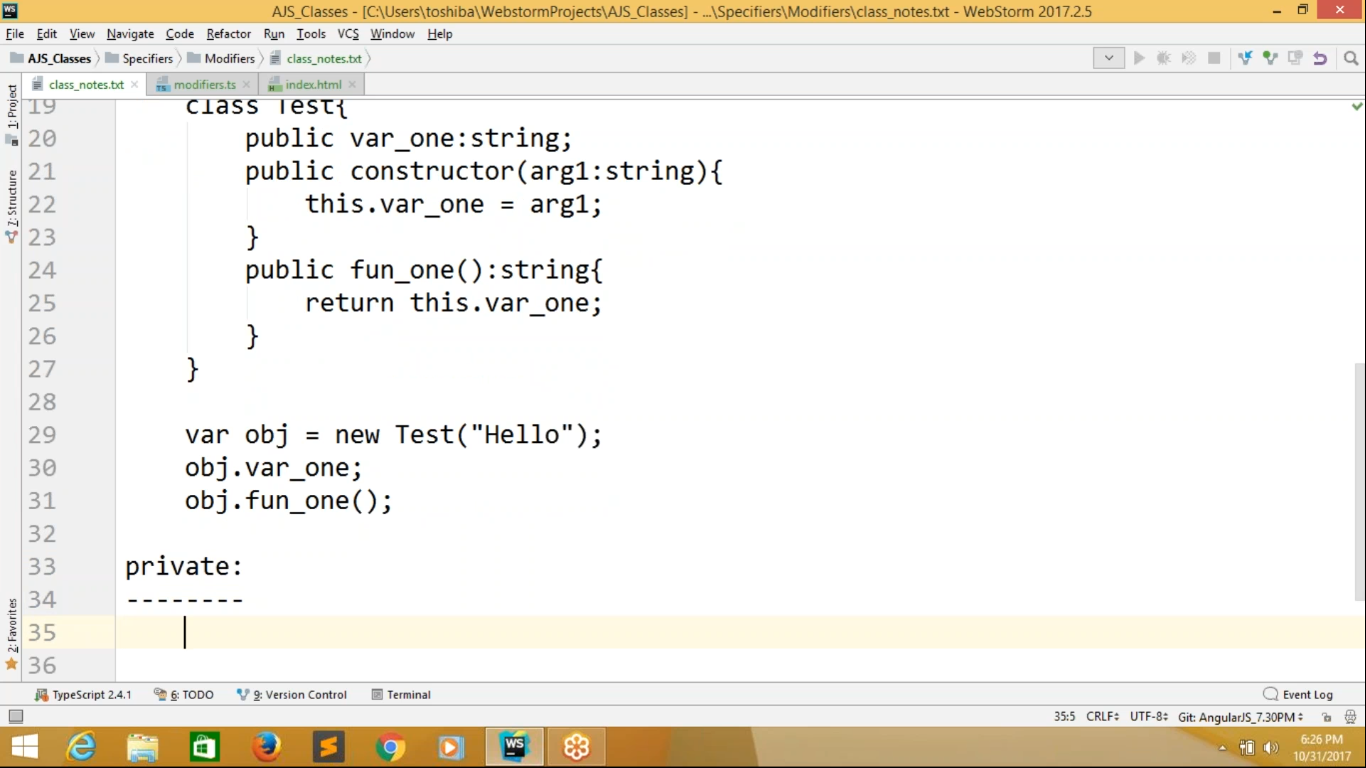 AJS_Classes - [C:\Users\toshiba\WebstormProjects\AJS_Classes] - ...\Specifiers\Modifiers\class_notes.txt - WebStorm 2017.2.5
File Edit View Navigate Code Refactor Run Tools VCS Window Help
AJS_Classes Specifiers Modifiers class_notes.txt
class_notes.txt modifiers.ts index.html
1: Project
7: Structure
2: Favorites
19 class Test{
20 public var_one:string;
21 public constructor(arg1:string){
22 this.var_one = arg1;
23 }
24 public fun_one():string{
25 return this.var_one;
26 }
27 }
28
29 var obj = new Test("Hello");
30 obj.var_one;
31 obj.fun_one();
32
33 private:
34 --------
35
36
TypeScript 2.4.1 6: TODO 9: Version Control Terminal Event Log
35:5 CRLF UTF-8 Git: AngularJS_7.30PM
6:26 PM
10/31/2017